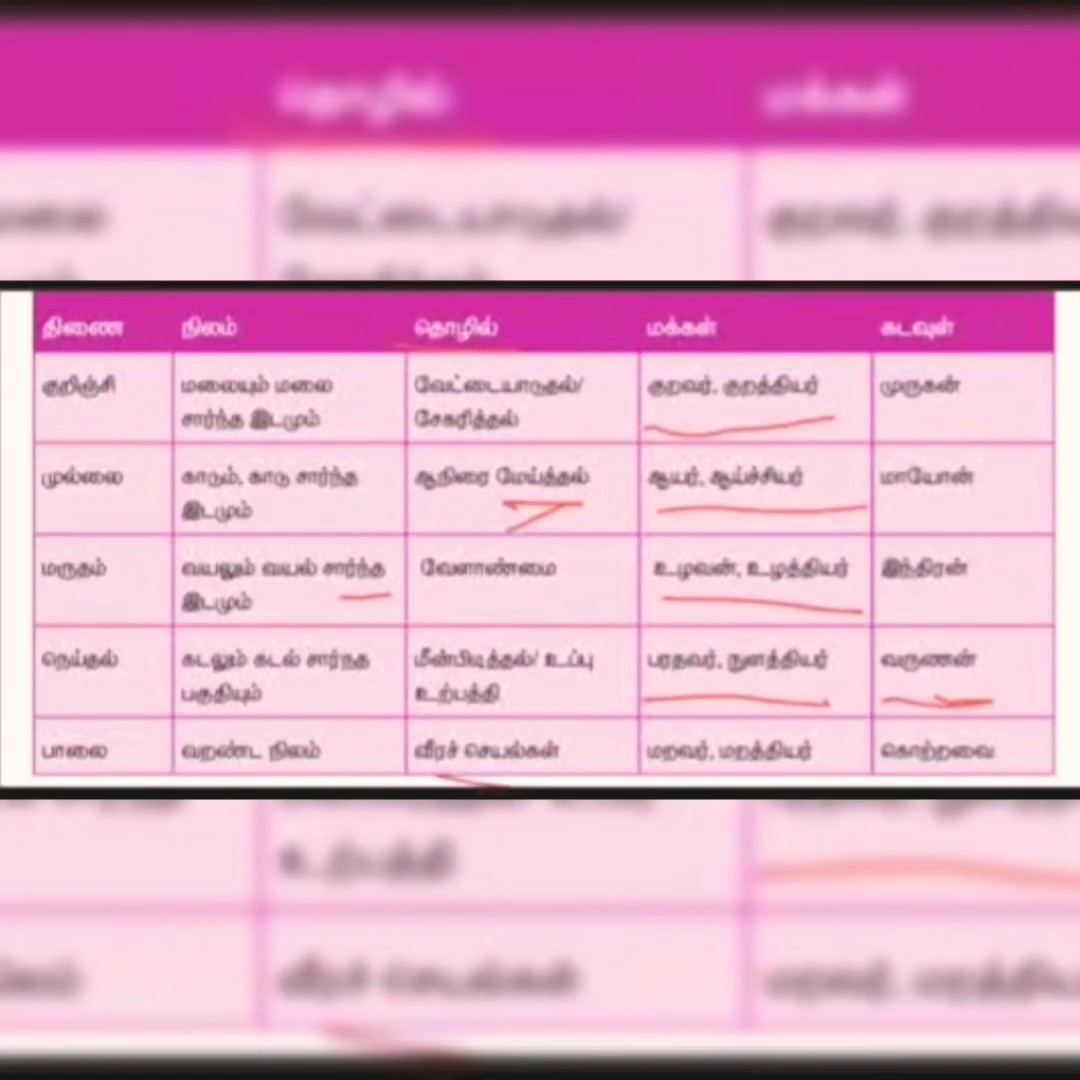 திணை நிலம் தொழில் மக்கள் கடவுள்
குறிஞ்சி மலையும் மலை வேட்டையாடுதல்/ குறவர், குறத்தியர் முருகன்
சார்ந்த இடமும் சேகரித்தல்
முல்லை காடும், காடு சார்ந்த ஆநிரை மேய்த்தல் ஆயர், ஆய்ச்சியர் மாயோன்
இடமும்
மருதம் வயலும் வயல் சார்ந்த வேளாண்மை உழவன், உழத்தியர் இந்திரன்
இடமும்
நெய்தல் கடலும் கடல் சார்ந்த மீன்பிடித்தல்/ உப்பு பரதவர், நுளத்தியர் வருணன்
பகுதியும் உற்பத்தி
பாலை வறண்ட நிலம் வீரச் செயல்கள் மறவர், மறத்தியர் கொற்றவை